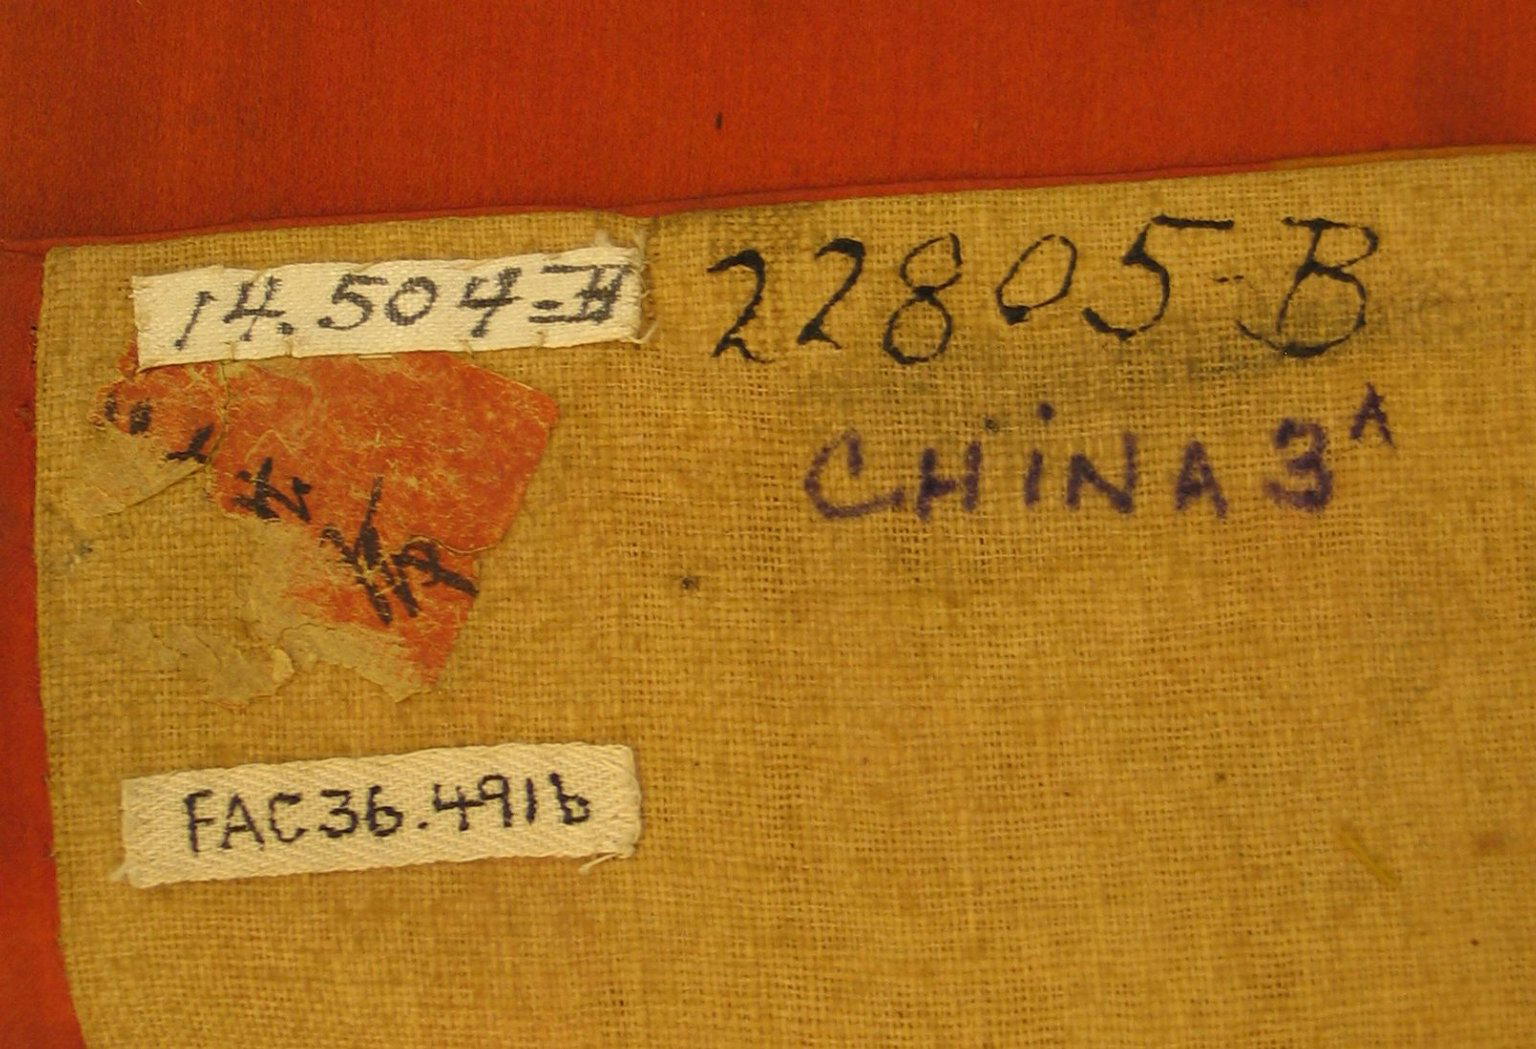 14.504=B
22805-B
CHiNA 3A
FAC36.491b